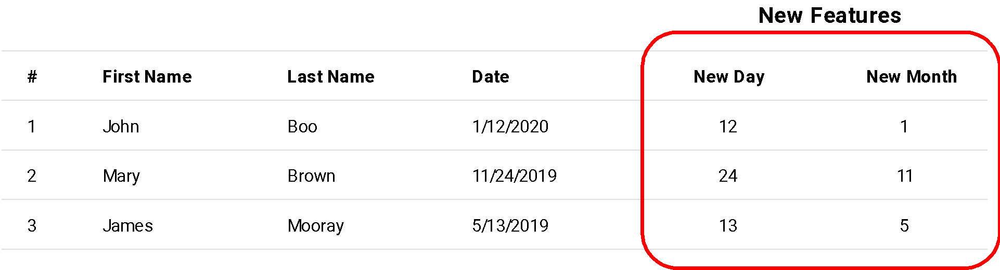 New Features
# First Name Last Name Date New Day New Month
1 John Boo 1/12/2020 12 1
2 Mary Brown 11/24/2019 24 11
3 James Mooray 5/13/2019 13 5